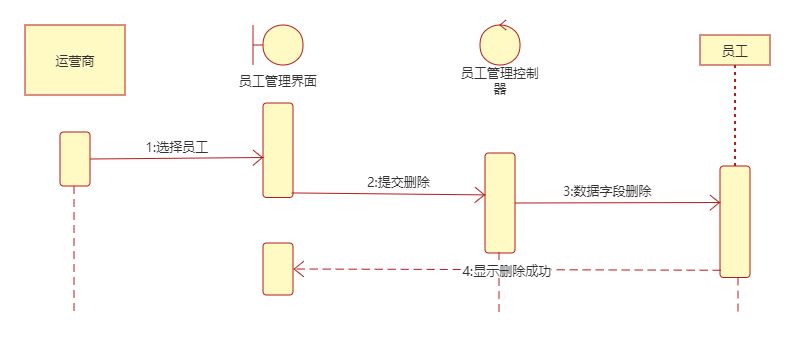 运营商
员工管理界面
员工管理控制
器
员工
1:选择员工
2:提交删除
3:数据字段删除
4:显示删除成功